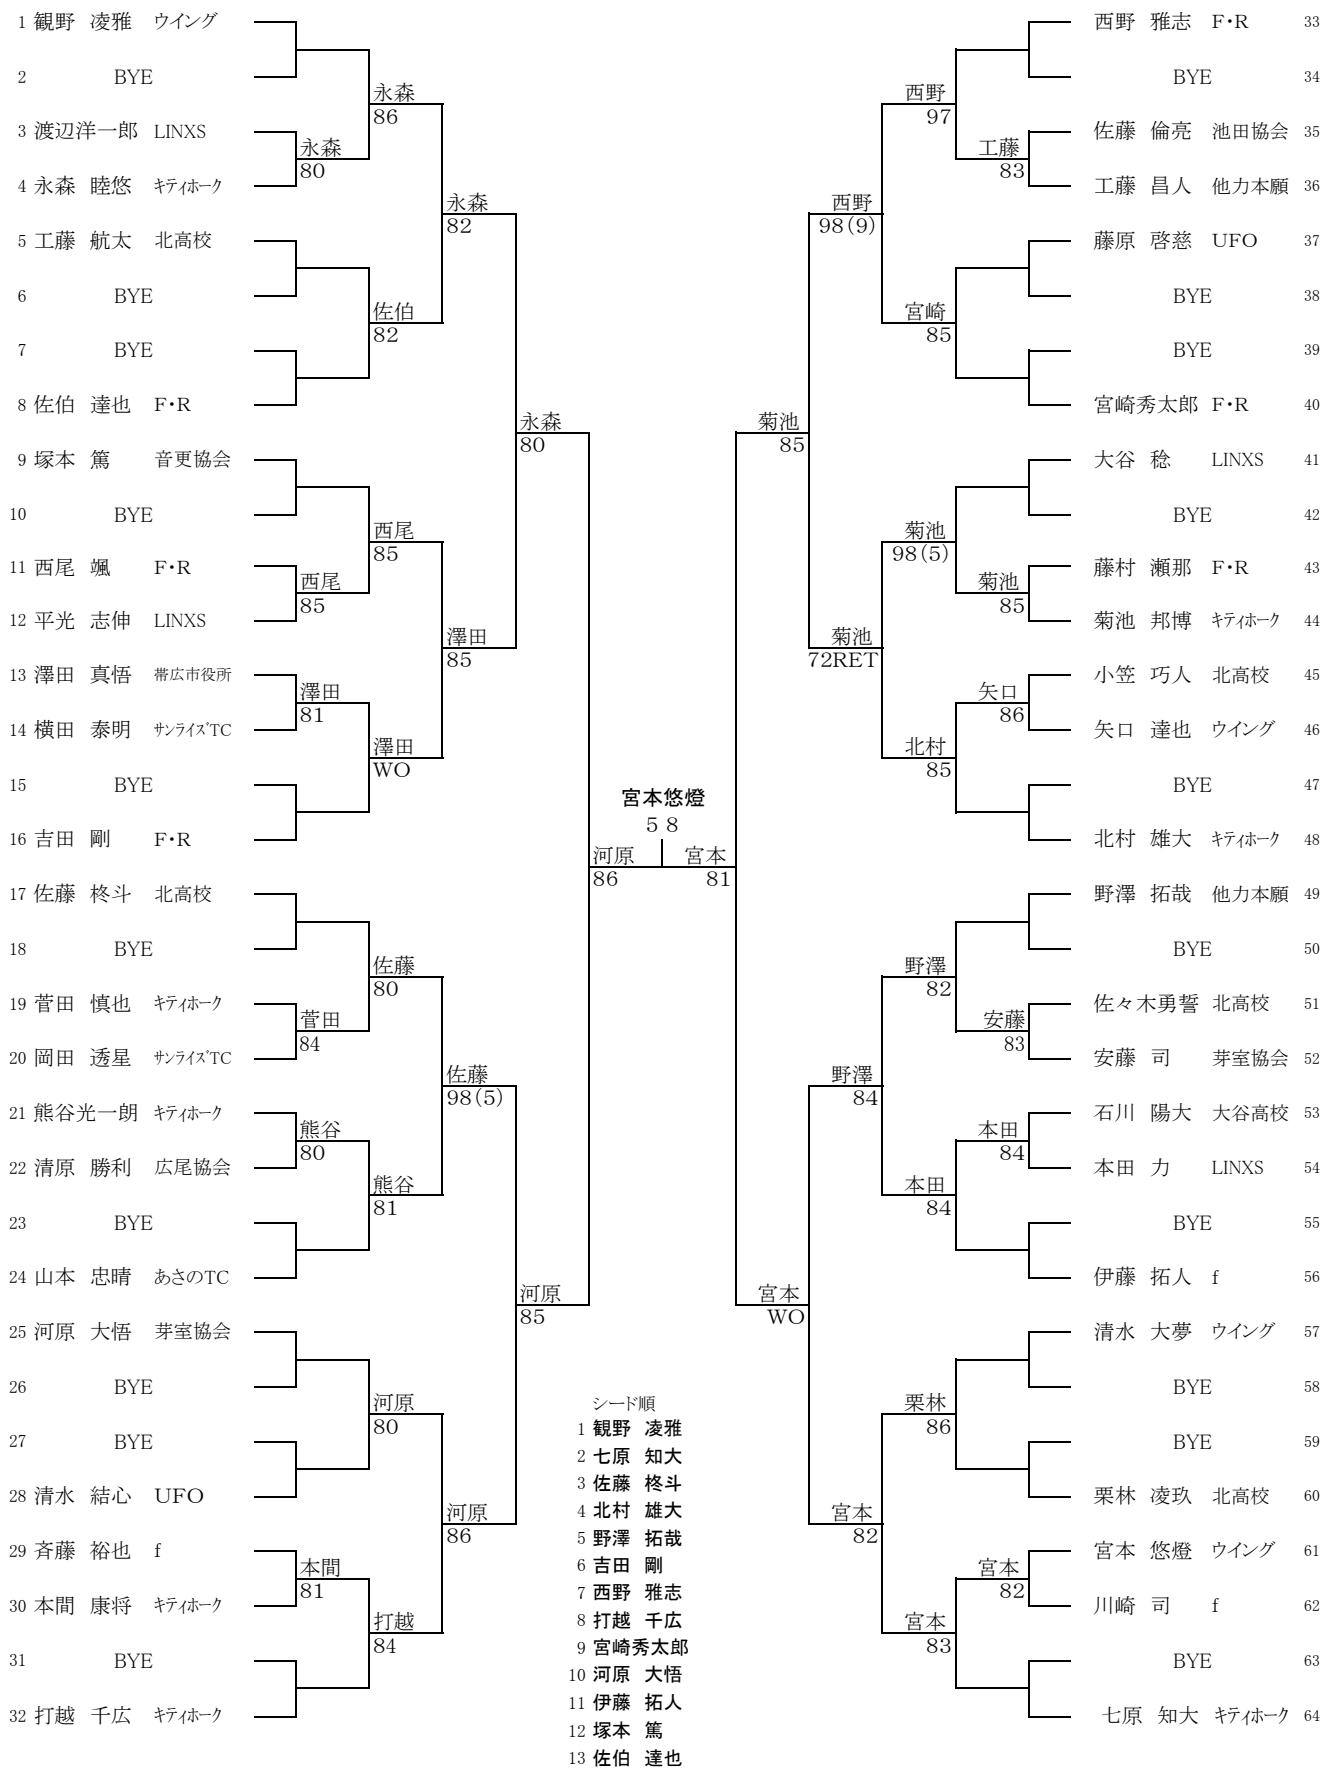 1 観野 凌雅 ウイング
2 BYE
3 渡辺洋一郎 LINXS
4 永森 睦悠 キティホーク
5 工藤 航太 北高校
6 BYE
7 BYE
8 佐伯 達也 F・R
9 塚本 篤 音更協会
10 BYE
11 西尾 颯 F・R
12 平光 志伸 LINXS
13 澤田 真悟 帯広市役所
14 横田 泰明 サンライズTC
15 BYE
16 吉田 剛 F・R
17 佐藤 柊斗 北高校
18 BYE
19 菅田 慎也 キティホーク
20 岡田 透星 サンライズTC
21 熊谷光一朗 キティホーク
22 清原 勝利 広尾協会
23 BYE
24 山本 忠晴 あさのTC
25 河原 大悟 芽室協会
26 BYE
27 BYE
28 清水 結心 UFO
29 斉藤 裕也 f
30 本間 康将 キティホーク
31 BYE
32 打越 千広 キティホーク
永森
80
西尾
85
澤田
81
菅田
84
熊谷
80
本間
81
永森
86
佐伯
82
西尾
85
澤田
WO
佐藤
80
熊谷
81
河原
80
打越
84
永森
82
澤田
85
佐藤
98(5)
河原
86
永森
80
河原
85
河原
86
宮本悠燈
5 8
宮本
81
菊池
85
宮本
WO
西野
98(9)
菊池
72RET
野澤
84
宮本
82
西野
97
宮崎
85
菊池
98(5)
北村
85
野澤
82
本田
84
栗林
86
宮本
83
工藤
83
菊池
85
矢口
86
安藤
83
本田
84
宮本
82
西野 雅志 F・R 33
BYE 34
佐藤 倫亮 池田協会 35
工藤 昌人 他力本願 36
藤原 啓慈 UFO 37
BYE 38
BYE 39
宮崎秀太郎 F・R 40
大谷 稔 LINXS 41
BYE 42
藤村 瀬那 F・R 43
菊池 邦博 キティホーク 44
小笠 巧人 北高校 45
矢口 達也 ウイング 46
BYE 47
北村 雄大 キティホーク 48
野澤 拓哉 他力本願 49
BYE 50
佐々木勇誓 北高校 51
安藤 司 芽室協会 52
石川 陽大 大谷高校 53
本田 力 LINXS 54
BYE 55
伊藤 拓人 f 56
清水 大夢 ウイング 57
BYE 58
BYE 59
栗林 凌玖 北高校 60
宮本 悠燈 ウイング 61
川崎 司 f 62
BYE 63
七原 知大 キティホーク 64
シード順
1 観野 凌雅
2 七原 知大
3 佐藤 柊斗
4 北村 雄大
5 野澤 拓哉
6 吉田 剛
7 西野 雅志
8 打越 千広
9 宮崎秀太郎
10 河原 大悟
11 伊藤 拓人
12 塚本 篤
13 佐伯 達也